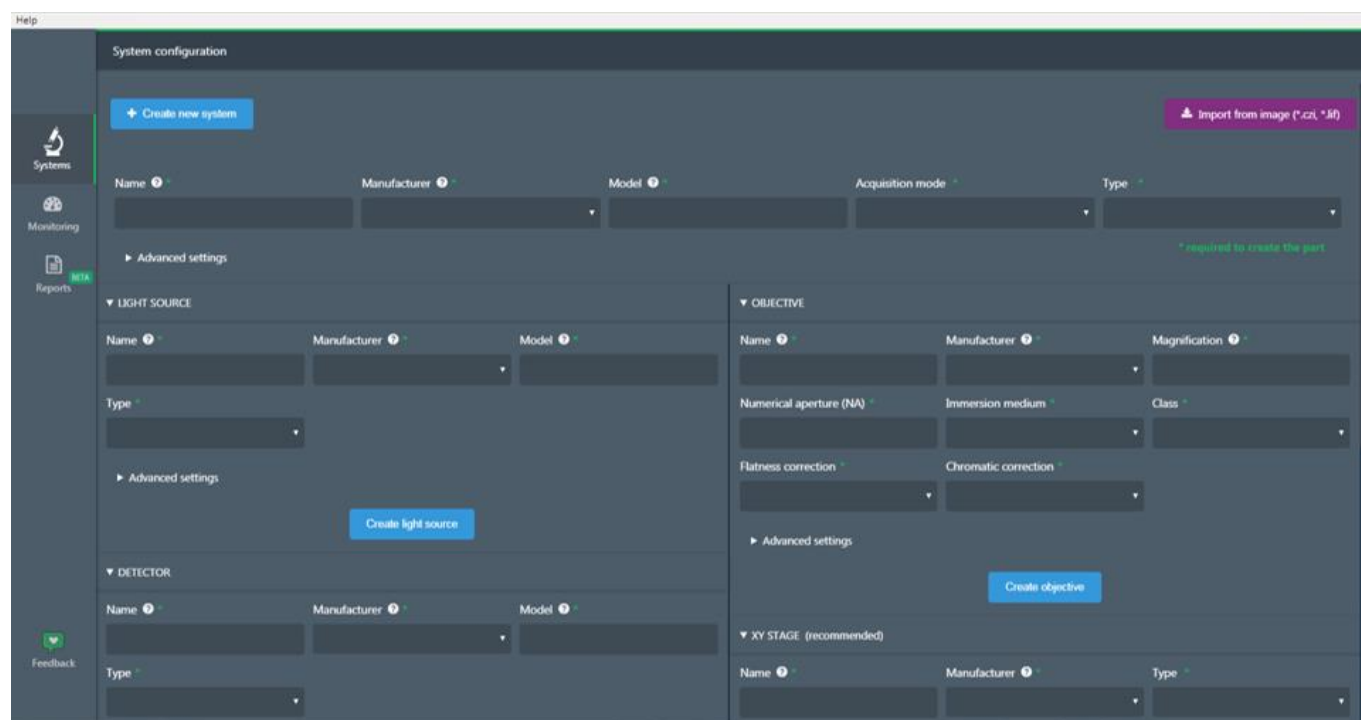 Help
System configuration
+ Create new system
Import from image (*.czi, *.lif)
Systems
Monitoring
BETA
Reports
Feedback
Name ? * Manufacturer ? * Model ? * Acquisition mode * Type *
* required to create the part
▶ Advanced settings
▼ LIGHT SOURCE
Name ? * Manufacturer ? * Model ? *
Type *
▶ Advanced settings
Create light source
▼ DETECTOR
Name ? * Manufacturer ? * Model ? *
Type *
▼ OBJECTIVE
Name ? * Manufacturer ? * Magnification ? *
Numerical aperture (NA) * Immersion medium * Class *
Flatness correction * Chromatic correction *
▶ Advanced settings
Create objective
▼ XY STAGE (recommended)
Name ? * Manufacturer ? * Type *